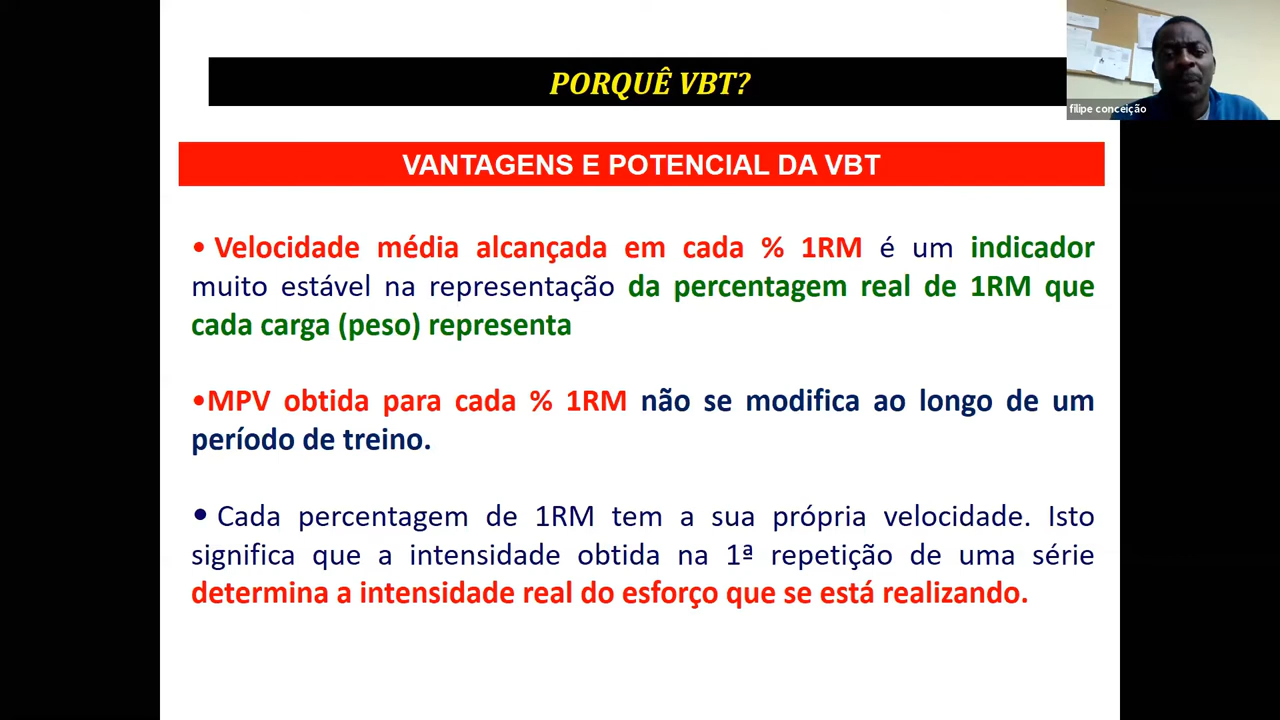 PORQUÊ VBT?
filipe conceição
VANTAGENS E POTENCIAL DA VBT
• Velocidade média alcançada em cada % 1RM é um indicador
muito estável na representação da percentagem real de 1RM que
cada carga (peso) representa
•MPV obtida para cada % 1RM não se modifica ao longo de um
período de treino.
• Cada percentagem de 1RM tem a sua própria velocidade. Isto
significa que a intensidade obtida na 1ª repetição de uma série
determina a intensidade real do esforço que se está realizando.